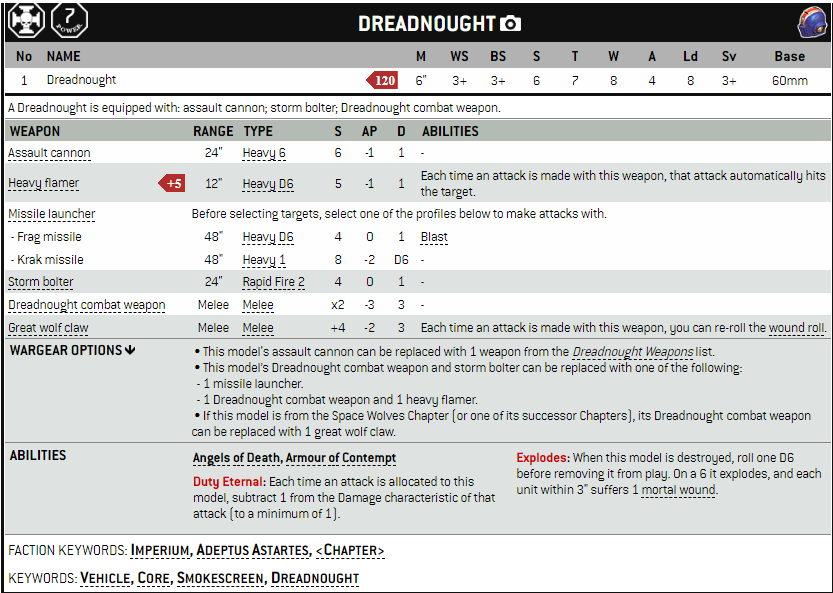 7
POWER
DREADNOUGHT
No NAME M WS BS S T W A Ld Sv Base
1 Dreadnought 120 6" 3+ 3+ 6 7 8 4 8 3+ 60mm
A Dreadnought is equipped with: assault cannon; storm bolter; Dreadnought combat weapon.
WEAPON RANGE TYPE S AP D ABILITIES
Assault cannon 24" Heavy 6 6 -1 1 -
Heavy flamer +5 12" Heavy D6 5 -1 1 Each time an attack is made with this weapon, that attack automatically hits
the target.
Missile launcher Before selecting targets, select one of the profiles below to make attacks with.
- Frag missile 48" Heavy D6 4 0 1 Blast
- Krak missile 48" Heavy 1 8 -2 D6 -
Storm bolter 24" Rapid Fire 2 4 0 1 -
Dreadnought combat weapon Melee Melee x2 -3 3 -
Great wolf claw Melee Melee +4 -2 3 Each time an attack is made with this weapon, you can re-roll the wound roll.
WARGEAR OPTIONS
• This model's assault cannon can be replaced with 1 weapon from the Dreadnought Weapons list.
• This model's Dreadnought combat weapon and storm bolter can be replaced with one of the following:
- 1 missile launcher.
- 1 Dreadnought combat weapon and 1 heavy flamer.
• If this model is from the Space Wolves Chapter (or one of its successor Chapters), its Dreadnought combat weapon
can be replaced with 1 great wolf claw.
ABILITIES
Angels of Death, Armour of Contempt
Duty Eternal: Each time an attack is allocated to this
model, subtract 1 from the Damage characteristic of that
attack (to a minimum of 1).
Explodes: When this model is destroyed, roll one D6
before removing it from play. On a 6 it explodes, and each
unit within 3" suffers 1 mortal wound.
FACTION KEYWORDS: IMPERIUM, ADEPTUS ASTARTES, <CHAPTER>
KEYWORDS: VEHICLE, CORE, SMOKESCREEN, DREADNOUGHT